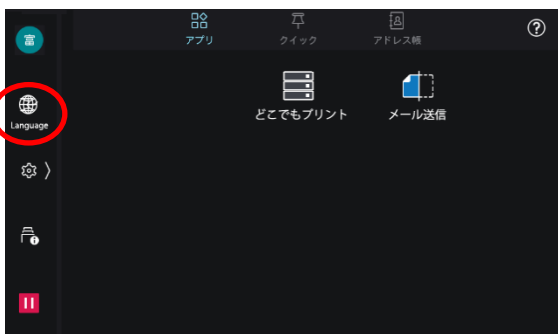 富
アプリ
クイック
アドレス帳
Language
どこでもプリント
メール送信